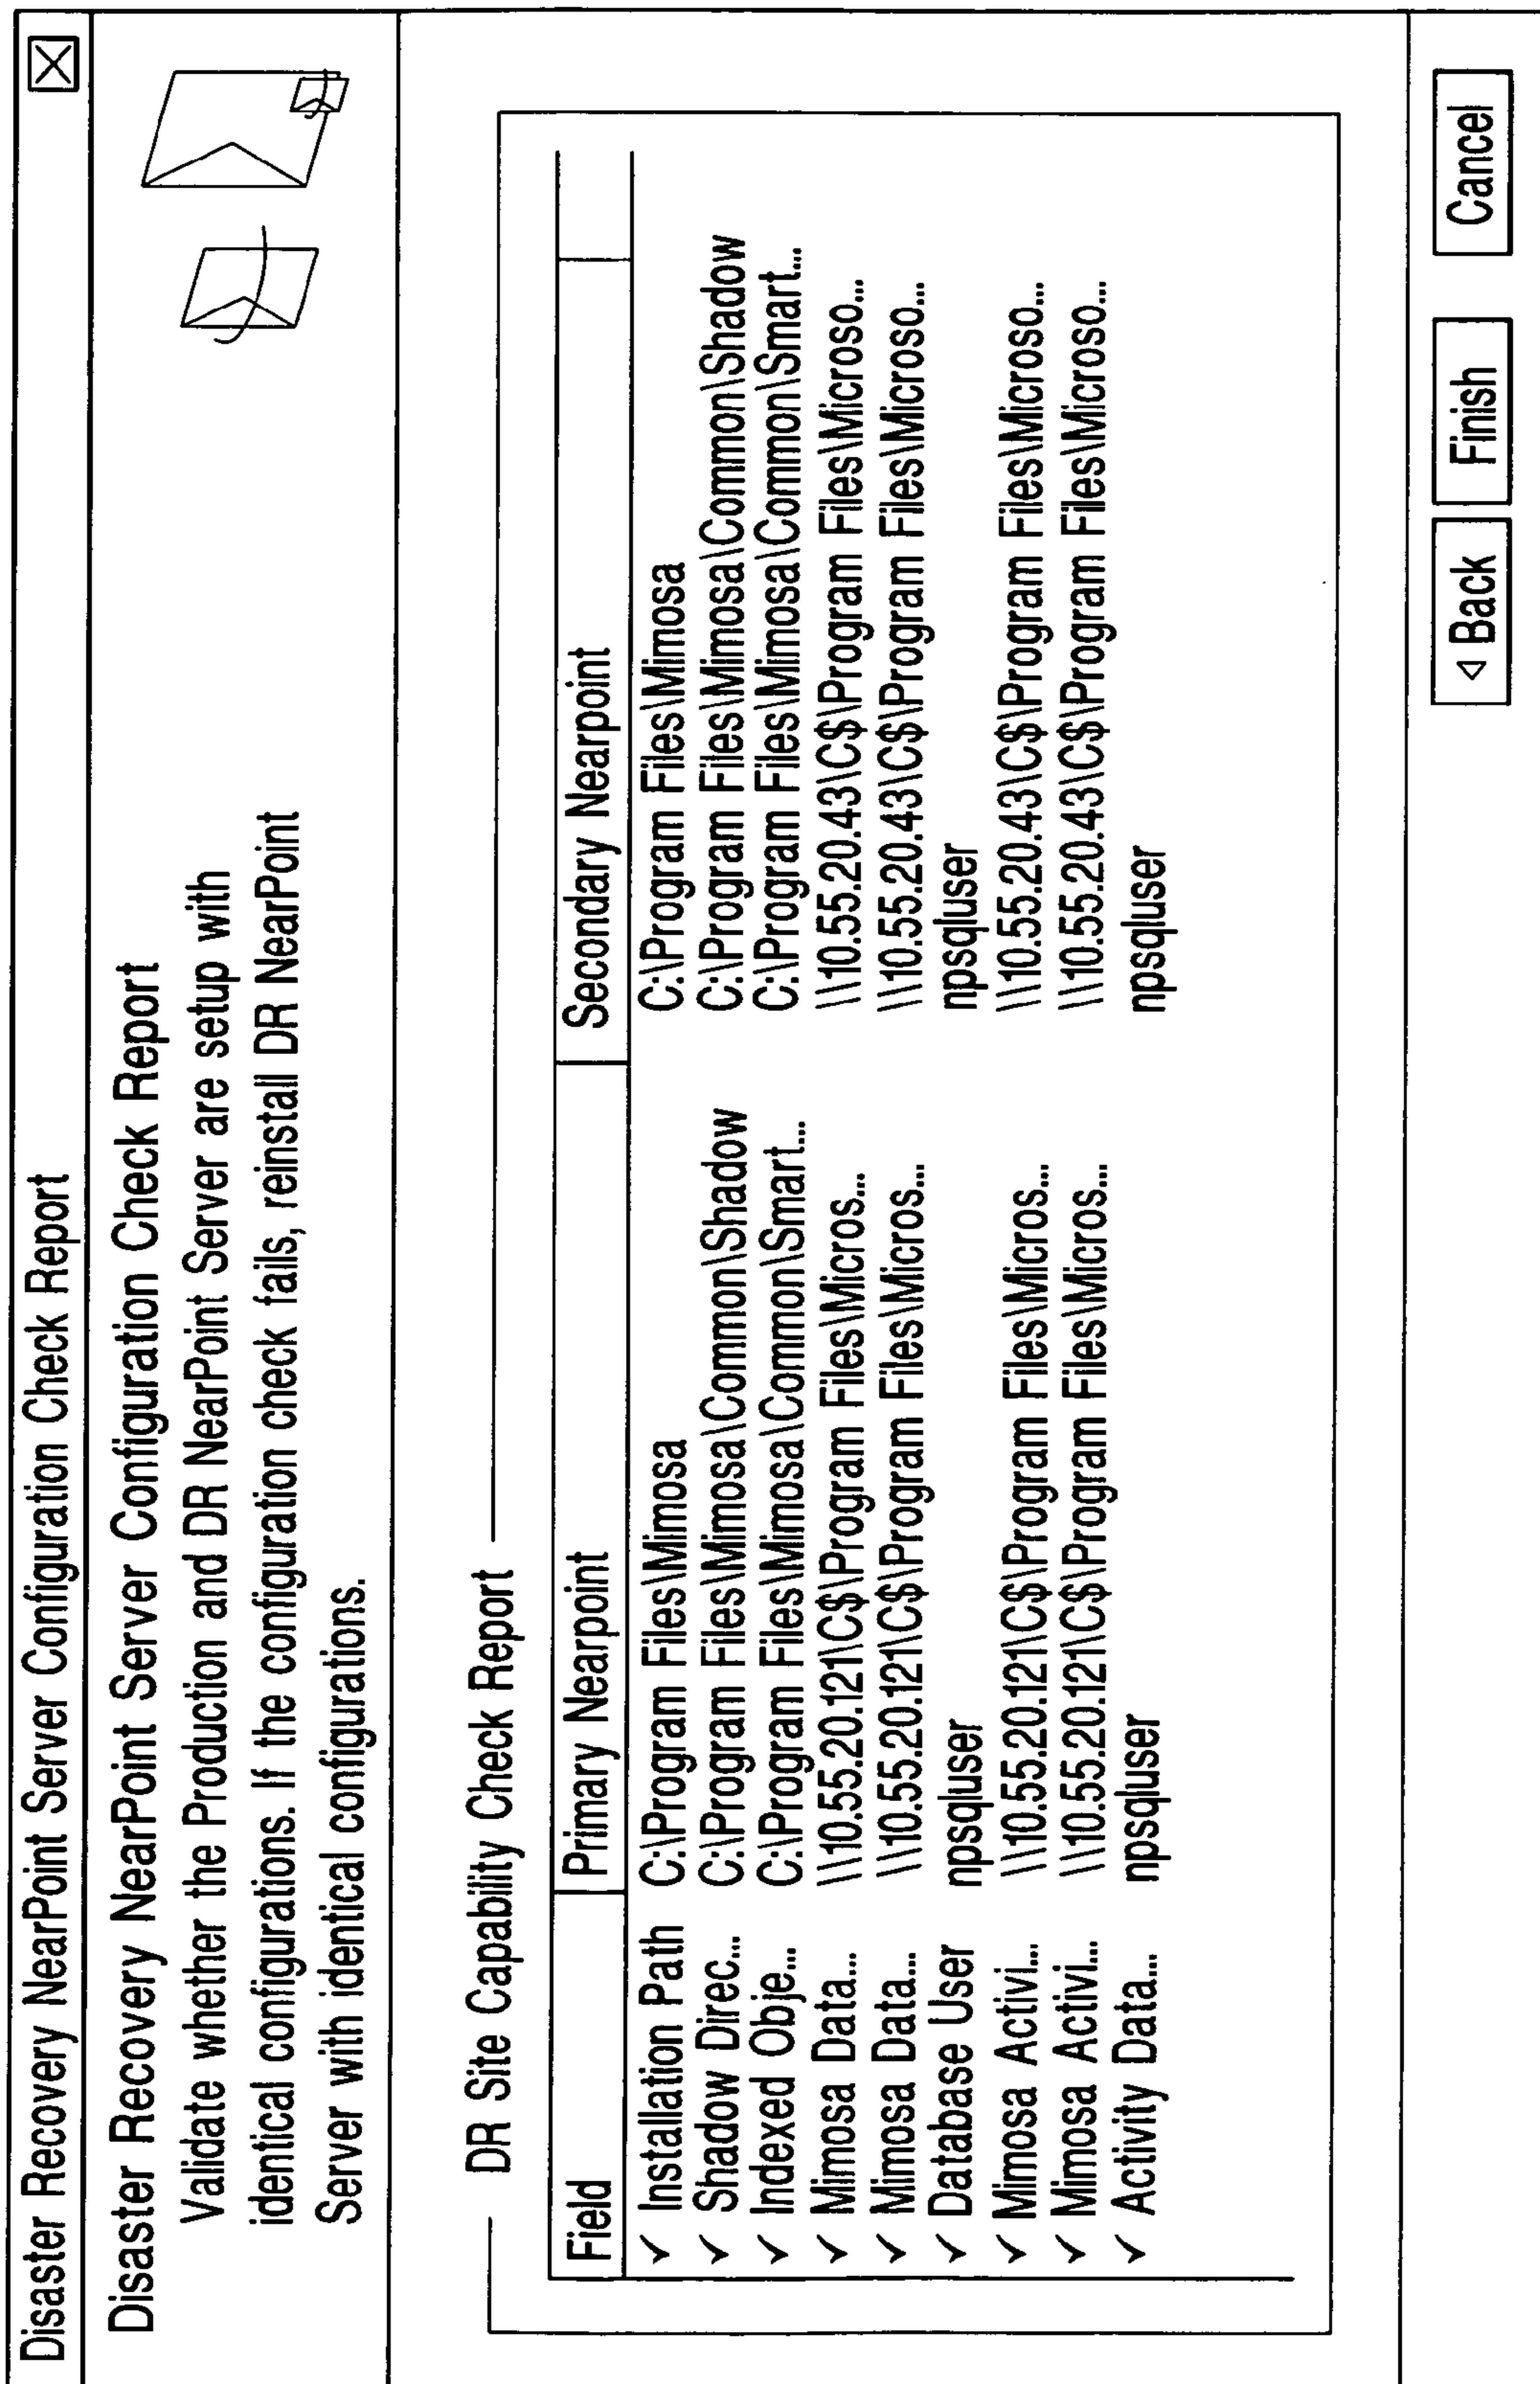 Disaster Recovery NearPoint Server Configuration Check Report
Disaster Recovery NearPoint Server Configuration Check Report
Validate whether the Production and DR NearPoint Server are setup with
identical configurations. If the configuration check fails, reinstall DR NearPoint
Server with identical configurations.
DR Site Capability Check Report
Field Primary Nearpoint Secondary Nearpoint
✓ Installation Path C:\Program Files\Mimosa C:\Program Files\Mimosa
✓ Shadow Direc... C:\Program Files\Mimosa\Common\Shadow C:\Program Files\Mimosa\Common\Shadow
✓ Indexed Obje... C:\Program Files\Mimosa\Common\Smart... C:\Program Files\Mimosa\Common\Smart...
✓ Mimosa Data... \\10.55.20.121\C$\Program Files\Micros... \\10.55.20.43\C$\Program Files\Microso...
✓ Mimosa Data... \\10.55.20.121\C$\Program Files\Micros... \\10.55.20.43\C$\Program Files\Microso...
✓ Database User npsqluser npsqluser
✓ Mimosa Activi... \\10.55.20.121\C$\Program Files\Micros... \\10.55.20.43\C$\Program Files\Microso...
✓ Mimosa Activi... \\10.55.20.121\C$\Program Files\Micros... \\10.55.20.43\C$\Program Files\Microso...
✓ Activity Data... npsqluser npsqluser
◁ Back Finish Cancel